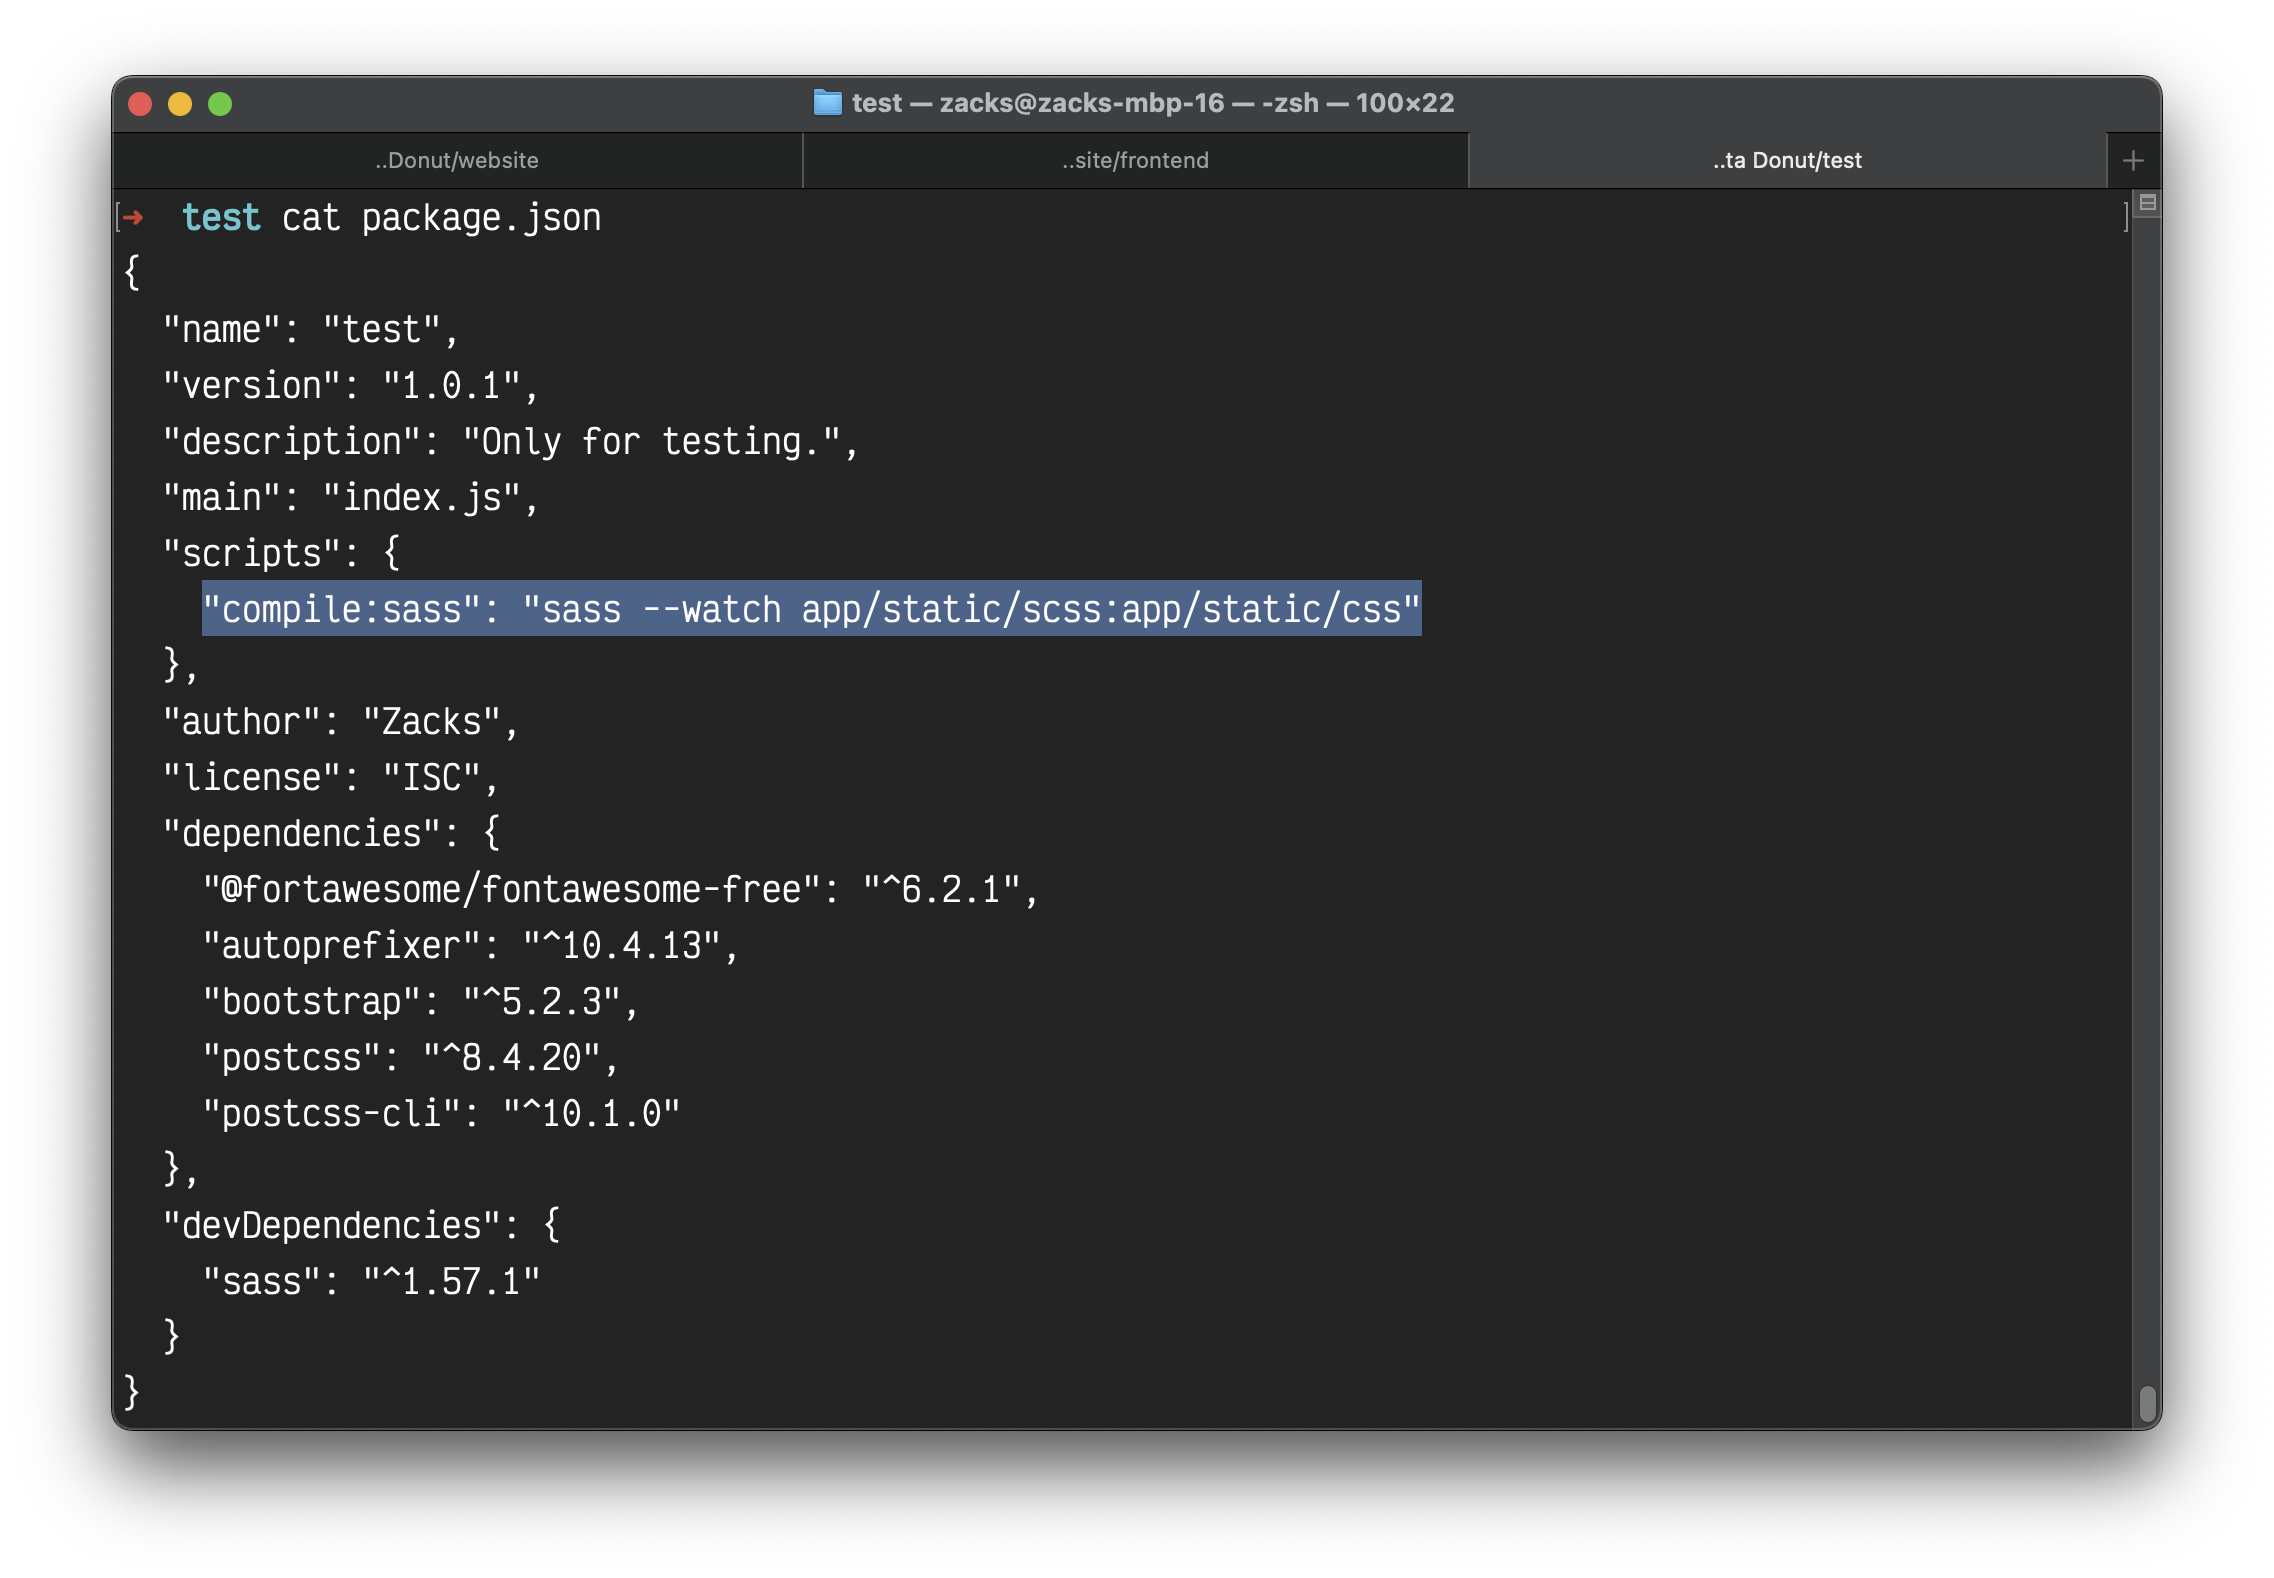 test — zacks@zacks-mbp-16 — -zsh — 100×22
..Donut/website
..site/frontend
..ta Donut/test
[➜  test cat package.json ]
{
  "name": "test",
  "version": "1.0.1",
  "description": "Only for testing.",
  "main": "index.js",
  "scripts": {
    "compile:sass": "sass --watch app/static/scss:app/static/css"
  },
  "author": "Zacks",
  "license": "ISC",
  "dependencies": {
    "@fortawesome/fontawesome-free": "^6.2.1",
    "autoprefixer": "^10.4.13",
    "bootstrap": "^5.2.3",
    "postcss": "^8.4.20",
    "postcss-cli": "^10.1.0"
  },
  "devDependencies": {
    "sass": "^1.57.1"
  }
}